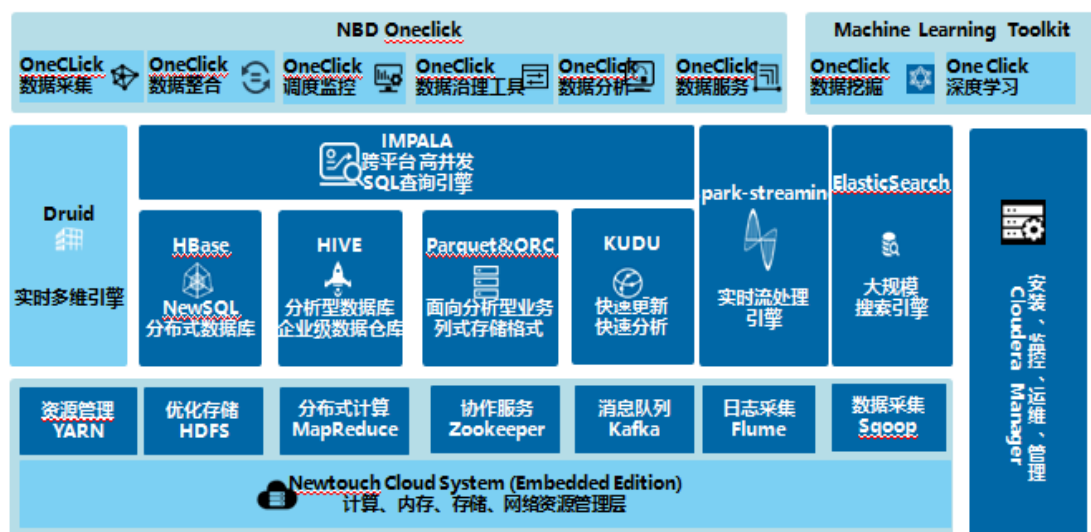 NBD Oneclick
OneCLick
数据采集
OneClick
数据整合
OneClick
调度监控
OneClick
数据治理工具
OneClick
数据分析
OneClick
数据服务
Machine Learning Toolkit
OneClick
数据挖掘
One Click
深度学习
Druid
实时多维引擎
IMPALA
跨平台高并发
SQL查询引擎
HBase
NewSQL
分布式数据库
HIVE
分析型数据库
企业级数据仓库
Parquet&ORC
面向分析型业务
列式存储格式
KUDU
快速更新
快速分析
park-streamin
实时流处理
引擎
ElasticSearch
大规模
搜索引擎
安装、监控、运维、管理
Cloudera Manager
资源管理
YARN
优化存储
HDFS
分布式计算
MapReduce
协作服务
Zookeeper
消息队列
Kafka
日志采集
Flume
数据采集
Sqoop
Newtouch Cloud System (Embedded Edition)
计算、内存、存储、网络资源管理层